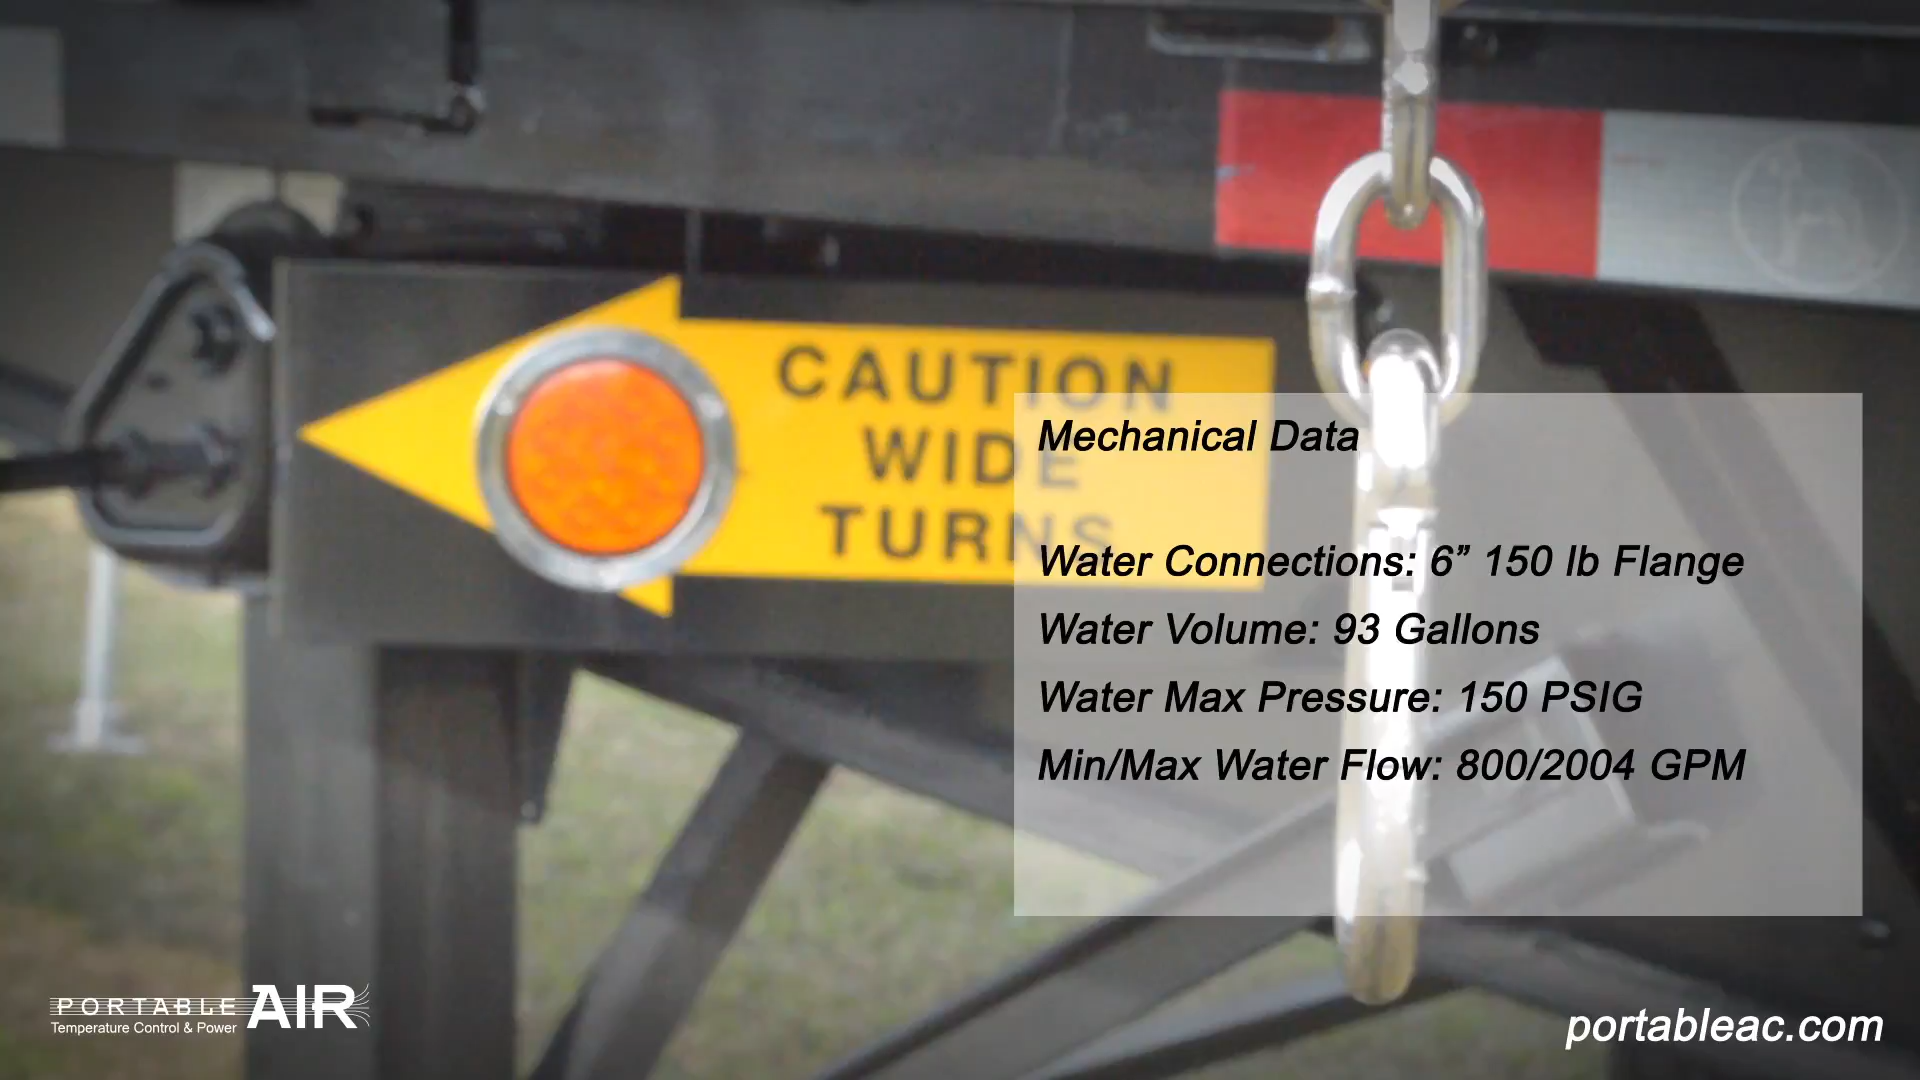 CAUTION
WIDE
TURNS
Mechanical Data
Water Connections: 6” 150 lb Flange
Water Volume: 93 Gallons
Water Max Pressure: 150 PSIG
Min/Max Water Flow: 800/2004 GPM
PORTABLE AIR
Temperature Control & Power
portableac.com